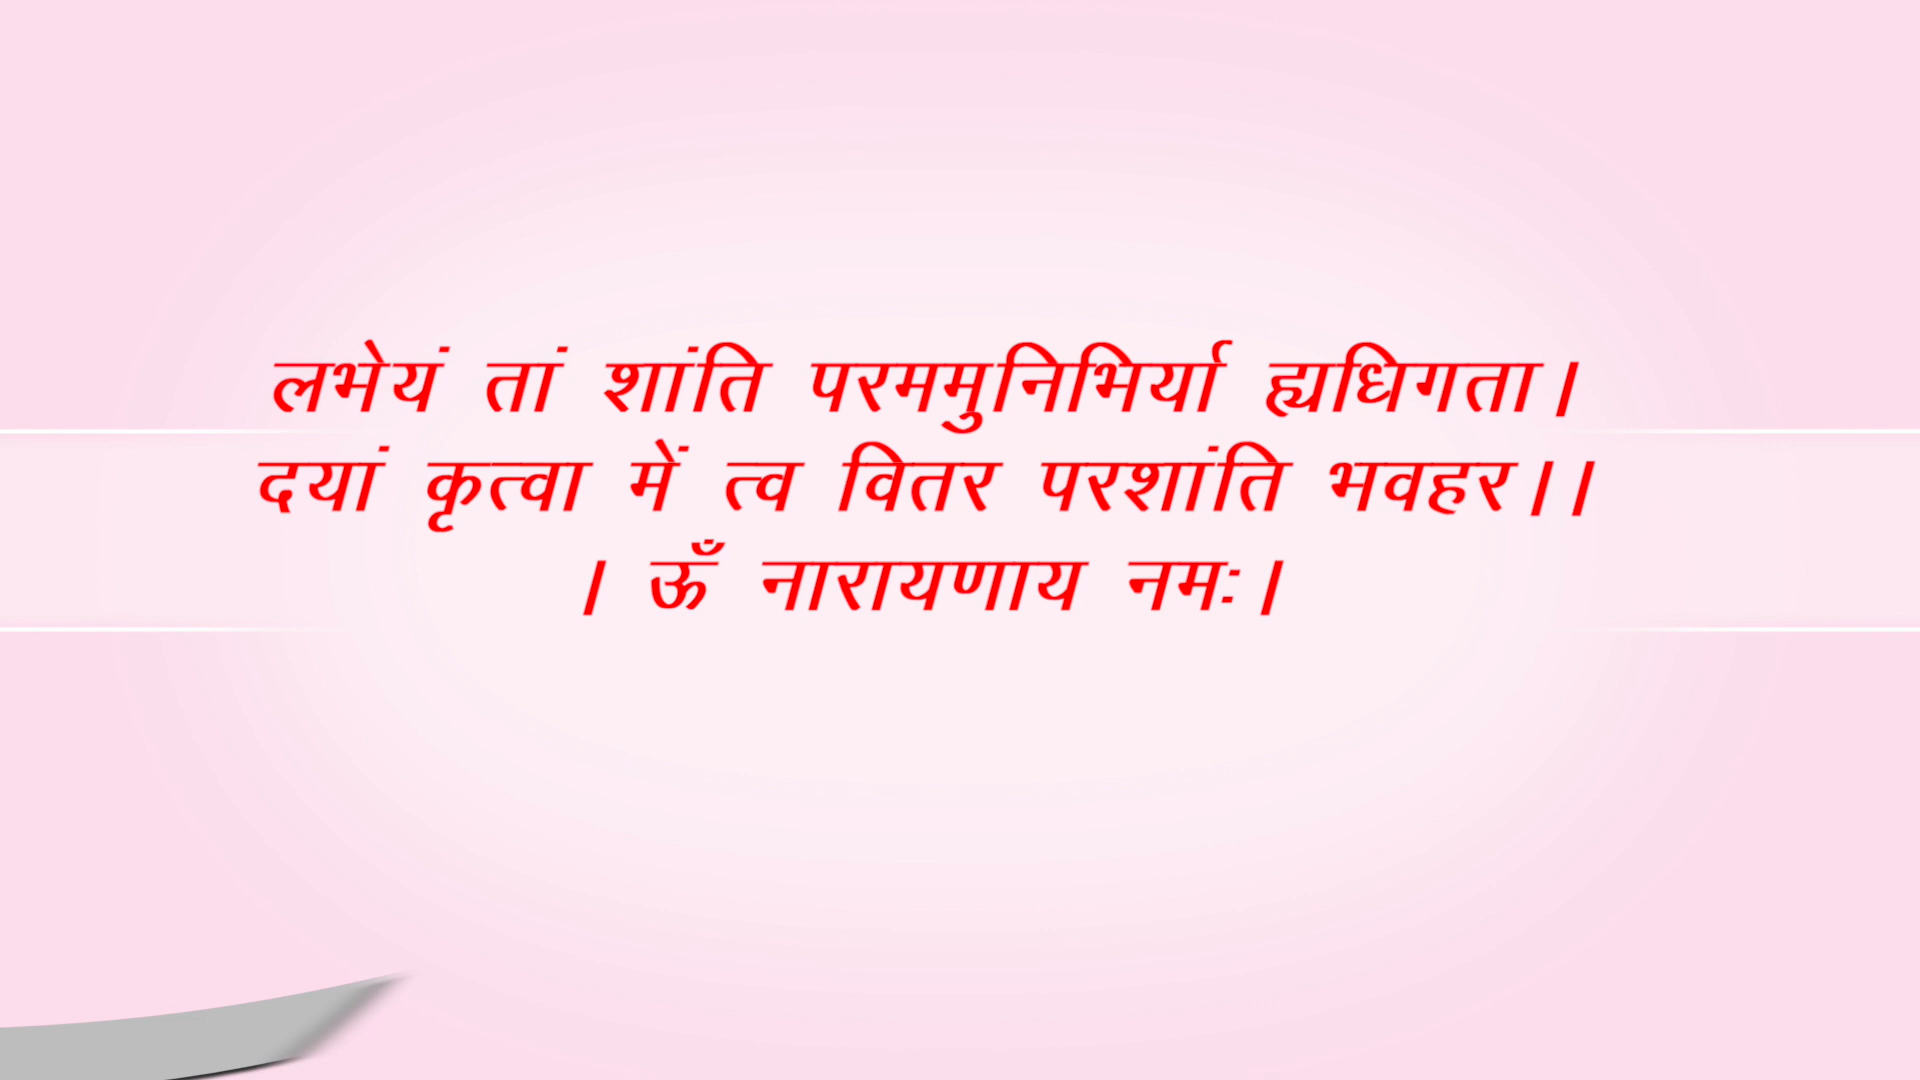 लभेयं तां शांति परममुनिभिर्या ह्यधिगता।
दयां कृत्वा में त्व वितर परशांति भवहर।।
। ऊँ नारायणाय नमः।